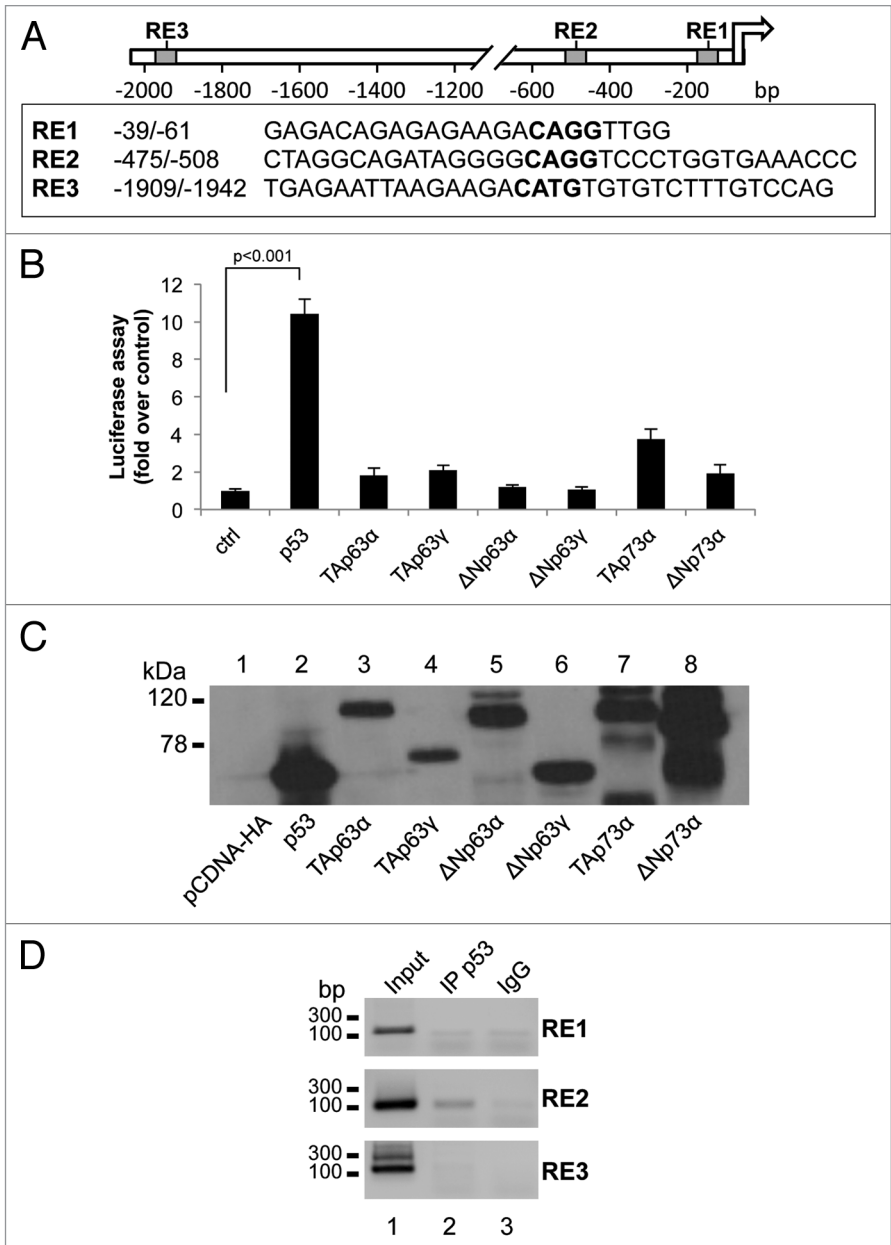 A
RE3 RE2 RE1
-2000 -1800 -1600 -1400 -1200 -600 -400 -200 bp
RE1 -39/-61 GAGACAGAGAGAAGACAGGTTGG
RE2 -475/-508 CTAGGCAGATAGGGGCAGGTCCCTGGTGAAACCC
RE3 -1909/-1942 TGAGAATTAAGAAGACATGTGTGTCTTTGTCCAG
B
p<0.001
Luciferase assay
(fold over control)
12
10
8
6
4
2
0
ctrl p53 TAp63α TAp63γ ΔNp63α ΔNp63γ TAp73α ΔNp73α
C
kDa 1 2 3 4 5 6 7 8
120
78
pCDNA-HA p53 TAp63α TAp63γ ΔNp63α ΔNp63γ TAp73α ΔNp73α
D
bp Input IP p53 IgG
300
100 RE1
300
100 RE2
300
100 RE3
1 2 3